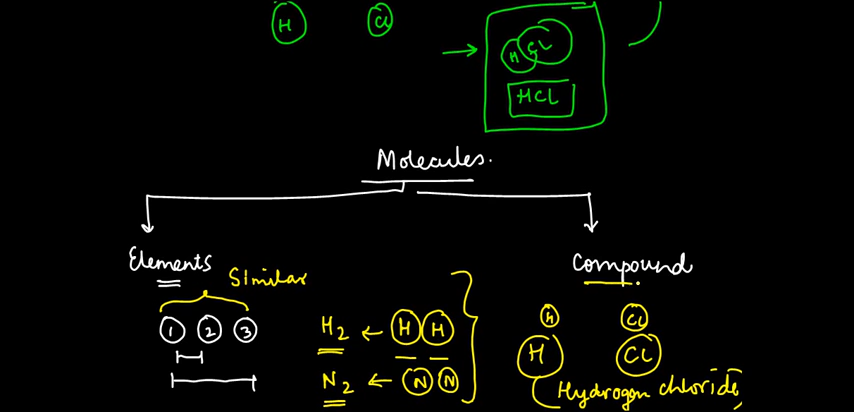 H Cl
H CL
HCL
Molecules.
Elements Compound
Similar
1 2 3
H2 ← H H
H Cl
H CL
N2 ← N N
Hydrogen chloride